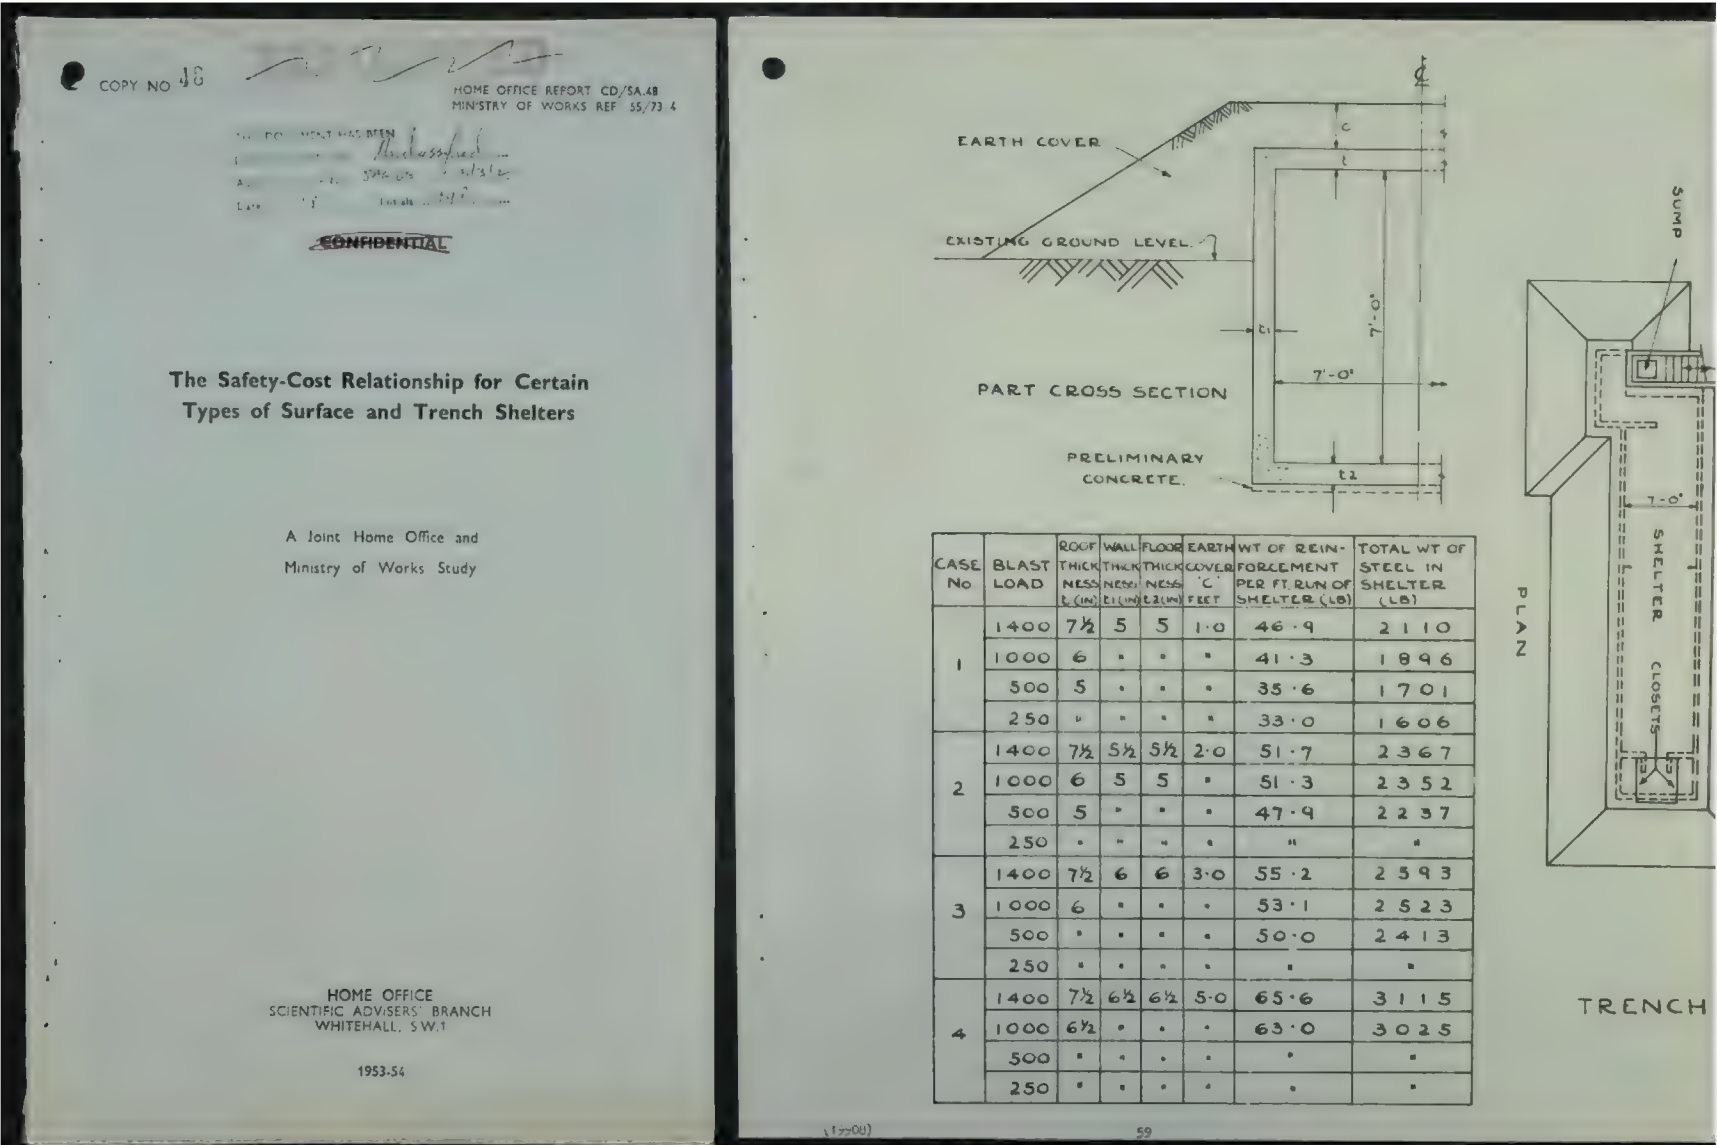 COPY NO 48
HOME OFFICE REPORT CD/SA.48
MINISTRY OF WORKS REF 55/73 4
DOCUMENT HAS BEEN
Unclassified
CONFIDENTIAL
The Safety-Cost Relationship for Certain
Types of Surface and Trench Shelters
A Joint Home Office and
Ministry of Works Study
HOME OFFICE
SCIENTIFIC ADVISERS' BRANCH
WHITEHALL, S.W.1
1953-54
EARTH COVER
C
t
EXISTING GROUND LEVEL.
t1
7'-0"
7'-0"
PART CROSS SECTION
PRELIMINARY
CONCRETE.
t2
CASE No BLAST LOAD ROOF THICKNESS t (IN) WALL THICKNESS t1 (IN) FLOOR THICKNESS t2 (IN) EARTH COVER 'C' FEET WT OF REIN-FORCEMENT PER FT. RUN OF SHELTER (LB) TOTAL WT OF STEEL IN SHELTER (LB)
1 1400 7½ 5 5 1·0 46·9 2110
1000 6 " " " 41·3 1896
500 5 " " " 35·6 1701
250 " " " " 33·0 1606
2 1400 7½ 5½ 5½ 2·0 51·7 2367
1000 6 5 5 " 51·3 2352
500 5 " " " 47·9 2237
250 " " " " " "
3 1400 7½ 6 6 3·0 55·2 2593
1000 6 " " " 53·1 2523
500 " " " " 50·0 2413
250 " " " " " "
4 1400 7½ 6½ 6½ 5·0 65·6 3115
1000 6½ " " " 63·0 3025
500 " " " " " "
250 " " " " " "
SUMP
7-0"
SHELTER
CLOSETS
PLAN
TRENCH
59